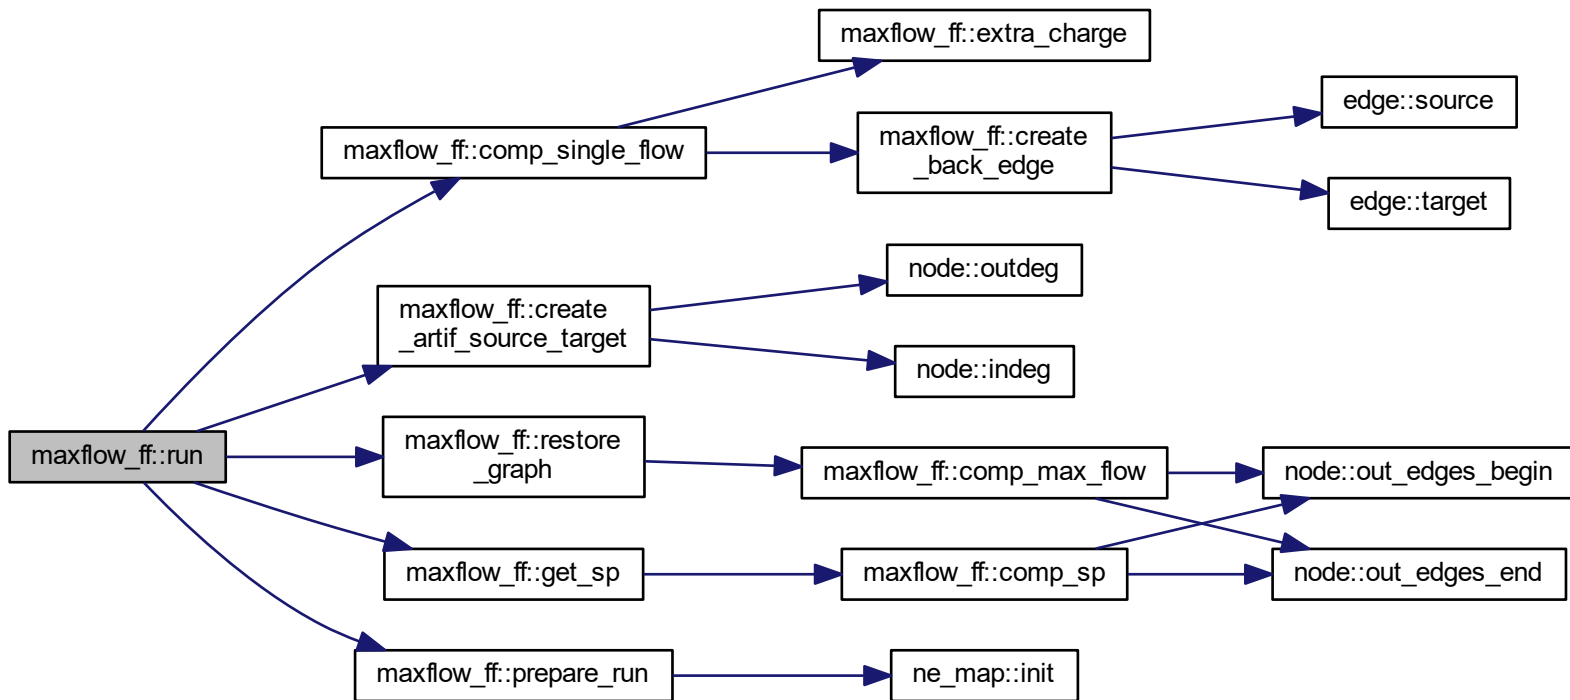 maxflow_ff::extra_charge
edge::source
maxflow_ff::comp_single_flow
maxflow_ff::create
_back_edge
edge::target
node::outdeg
maxflow_ff::create
_artif_source_target
node::indeg
maxflow_ff::run
maxflow_ff::restore
_graph
maxflow_ff::comp_max_flow
node::out_edges_begin
maxflow_ff::get_sp
maxflow_ff::comp_sp
node::out_edges_end
maxflow_ff::prepare_run
ne_map::init